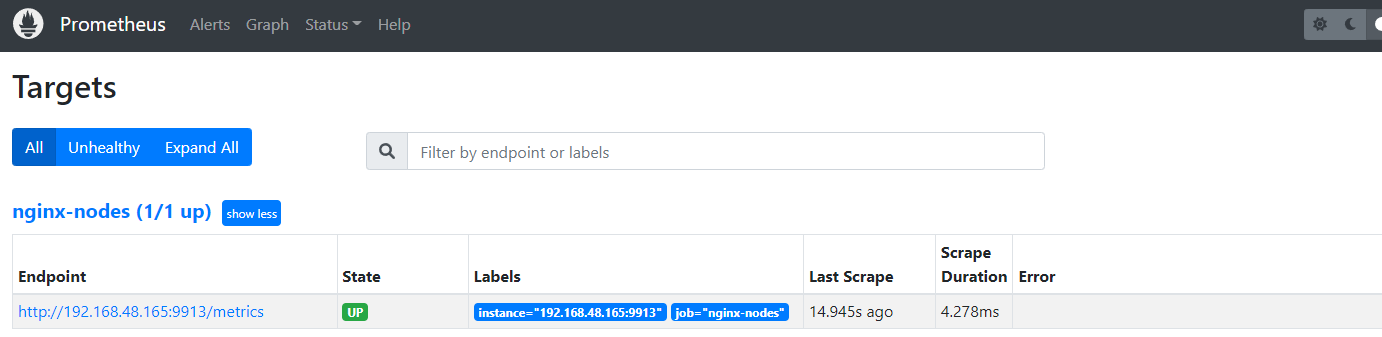 Prometheus Alerts Graph Status Help
Targets
All Unhealthy Expand All
Filter by endpoint or labels
nginx-nodes (1/1 up) show less
Endpoint State Labels Last Scrape Scrape Duration Error
http://192.168.48.165:9913/metrics UP instance="192.168.48.165:9913" job="nginx-nodes" 14.945s ago 4.278ms